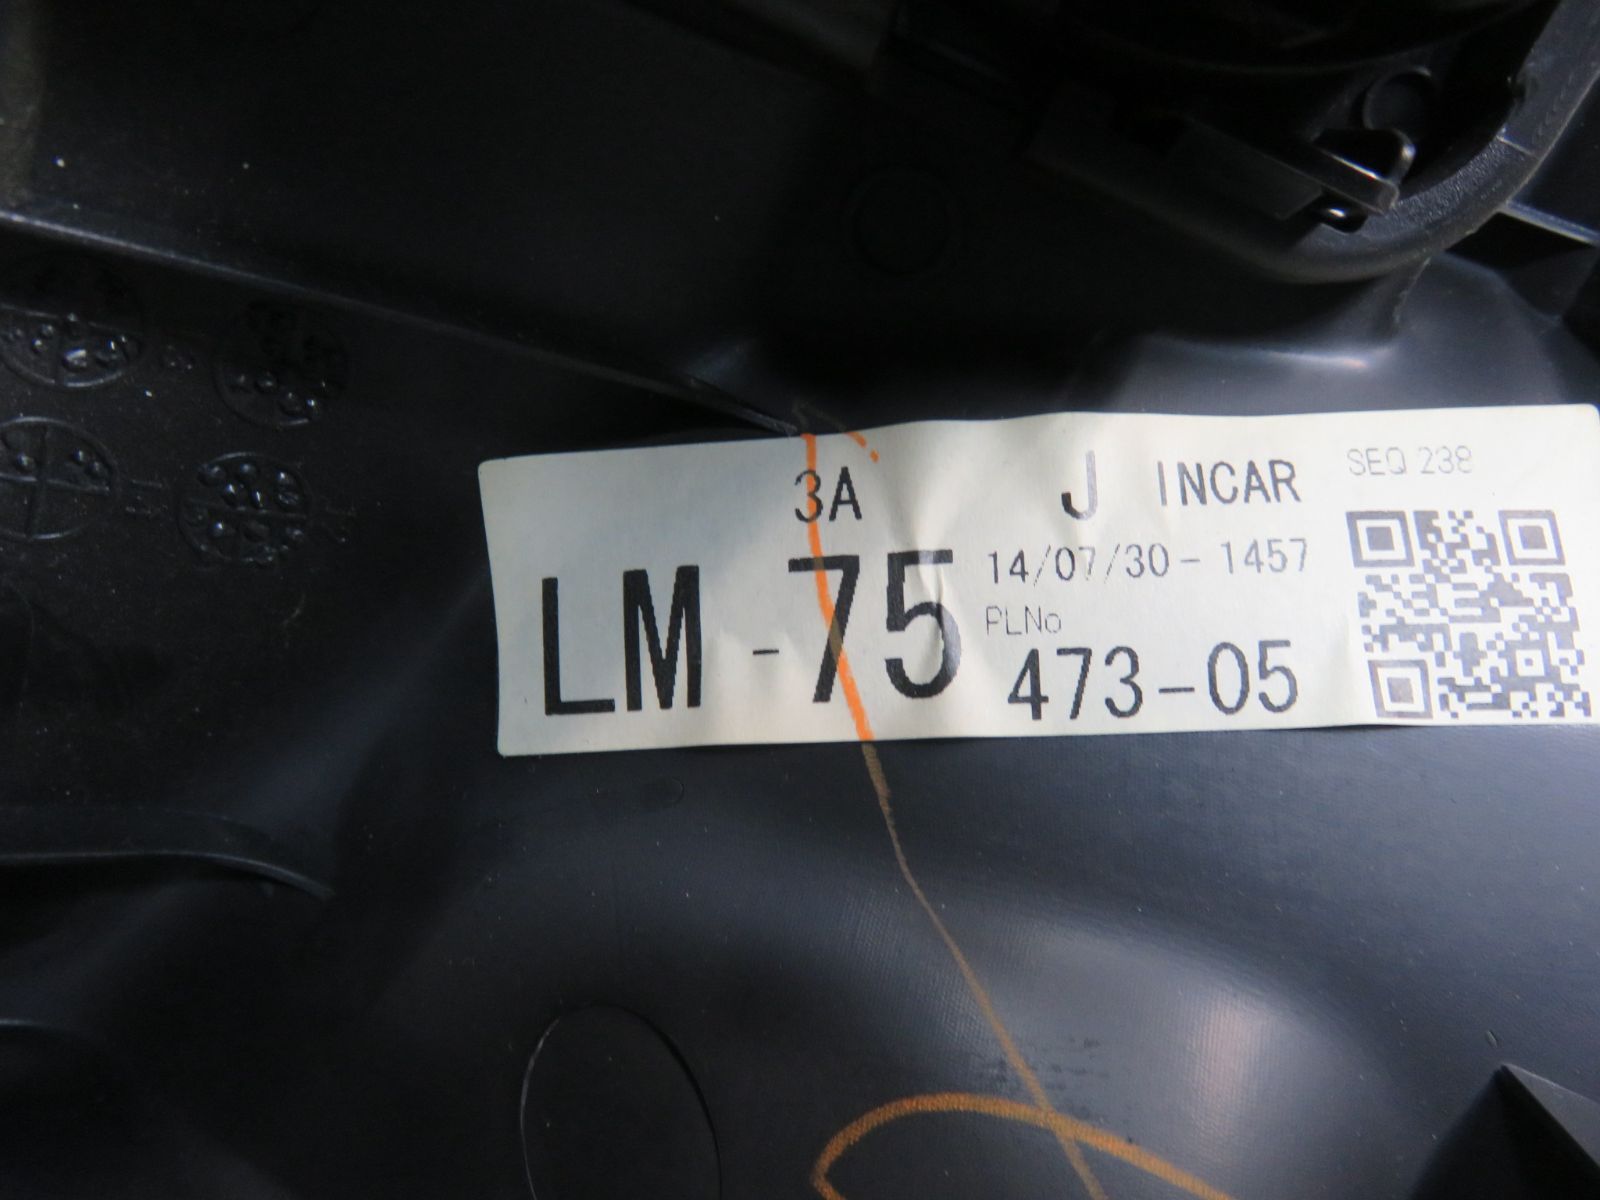 3A J INCAR SEQ 238
LM-75 14/07/30-1457
PLNo
473-05